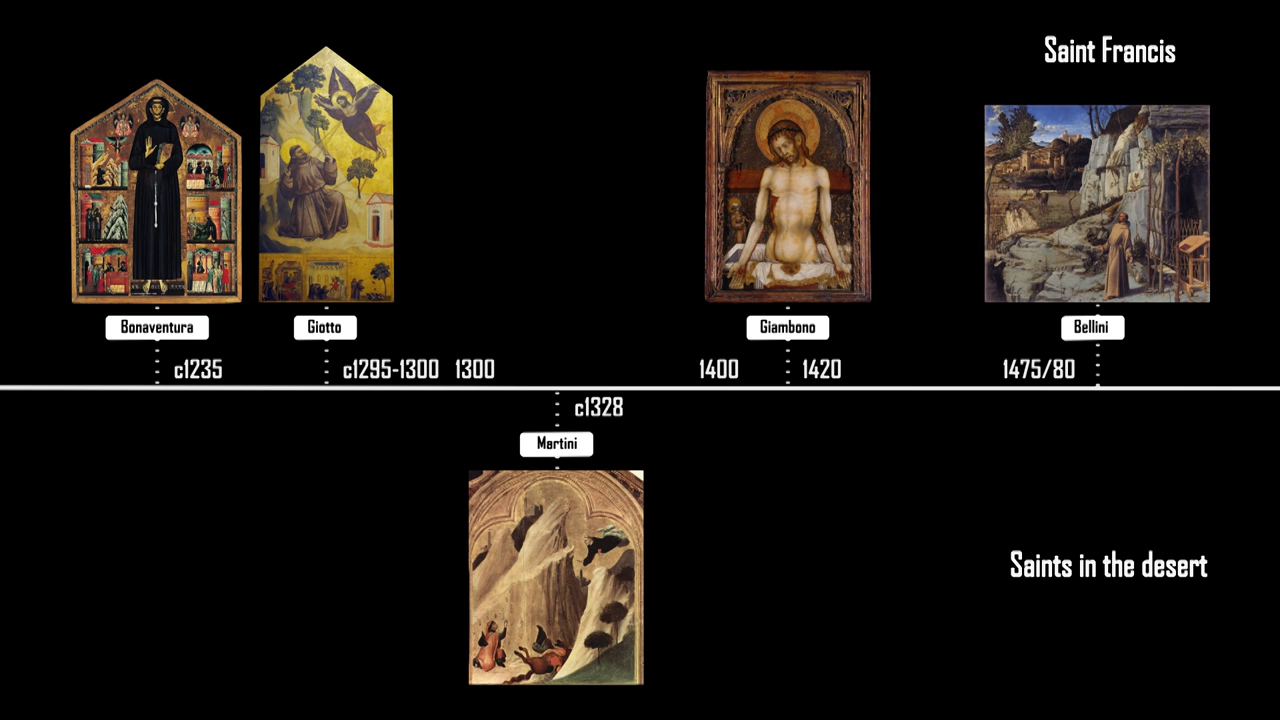 Saint Francis
Bonaventura
Giotto
Giambono
Bellini
c1235
c1295-1300
1300
1400
1420
1475/80
c1328
Martini
Saints in the desert